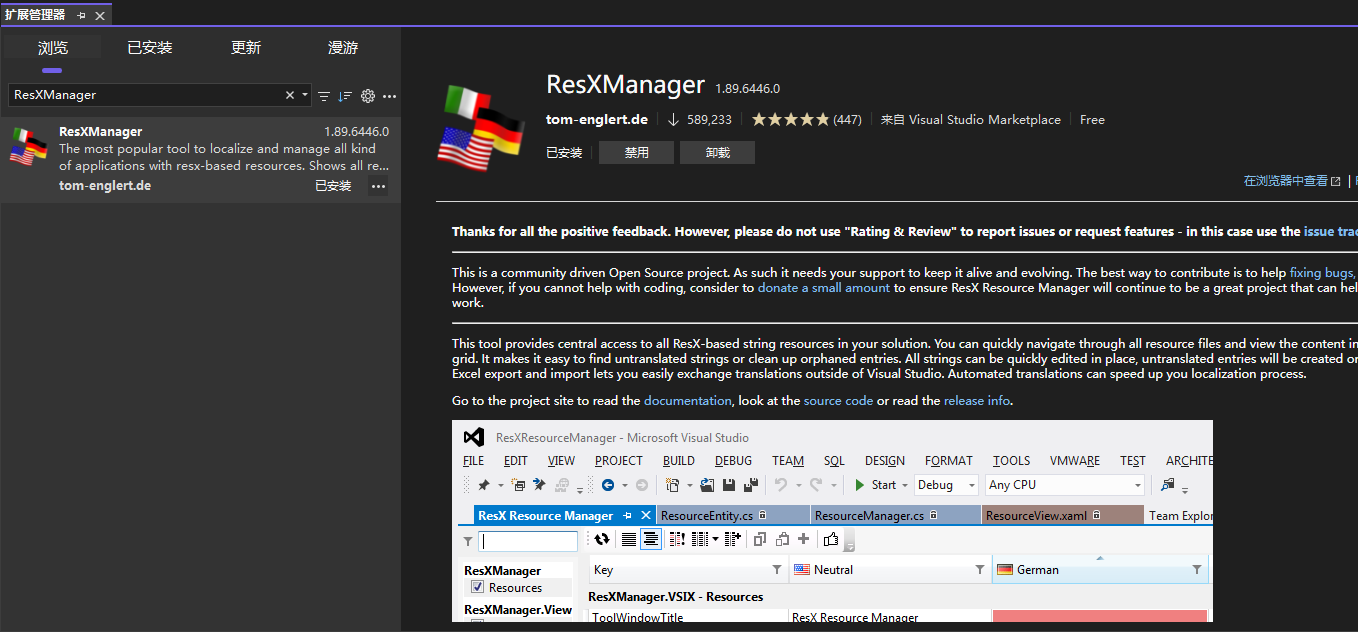 扩展管理器
浏览 已安装 更新 漫游
ResXManager
ResXManager 1.89.6446.0
The most popular tool to localize and manage all kind
of applications with resx-based resources. Shows all re...
tom-englert.de 已安装
ResXManager 1.89.6446.0
tom-englert.de 589,233 (447) 来自 Visual Studio Marketplace Free
已安装 禁用 卸载
在浏览器中查看
Thanks for all the positive feedback. However, please do not use "Rating & Review" to report issues or request features - in this case use the issue trac
This is a community driven Open Source project. As such it needs your support to keep it alive and evolving. The best way to contribute is to help fixing bugs,
However, if you cannot help with coding, consider to donate a small amount to ensure ResX Resource Manager will continue to be a great project that can hel
work.
This tool provides central access to all ResX-based string resources in your solution. You can quickly navigate through all resource files and view the content in
grid. It makes it easy to find untranslated strings or clean up orphaned entries. All strings can be quickly edited in place, untranslated entries will be created or
Excel export and import lets you easily exchange translations outside of Visual Studio. Automated translations can speed up you localization process.
Go to the project site to read the documentation, look at the source code or read the release info.
ResXResourceManager - Microsoft Visual Studio
FILE EDIT VIEW PROJECT BUILD DEBUG TEAM SQL DESIGN FORMAT TOOLS VMWARE TEST ARCHITE
Start Debug Any CPU
ResX Resource Manager ResourceEntity.cs ResourceManager.cs ResourceView.xaml Team Explor
ResXManager Key Neutral German
Resources
ResXManager.VSIX - Resources
ResXManager.View
ToolWindowTitle ResX Resource Manager